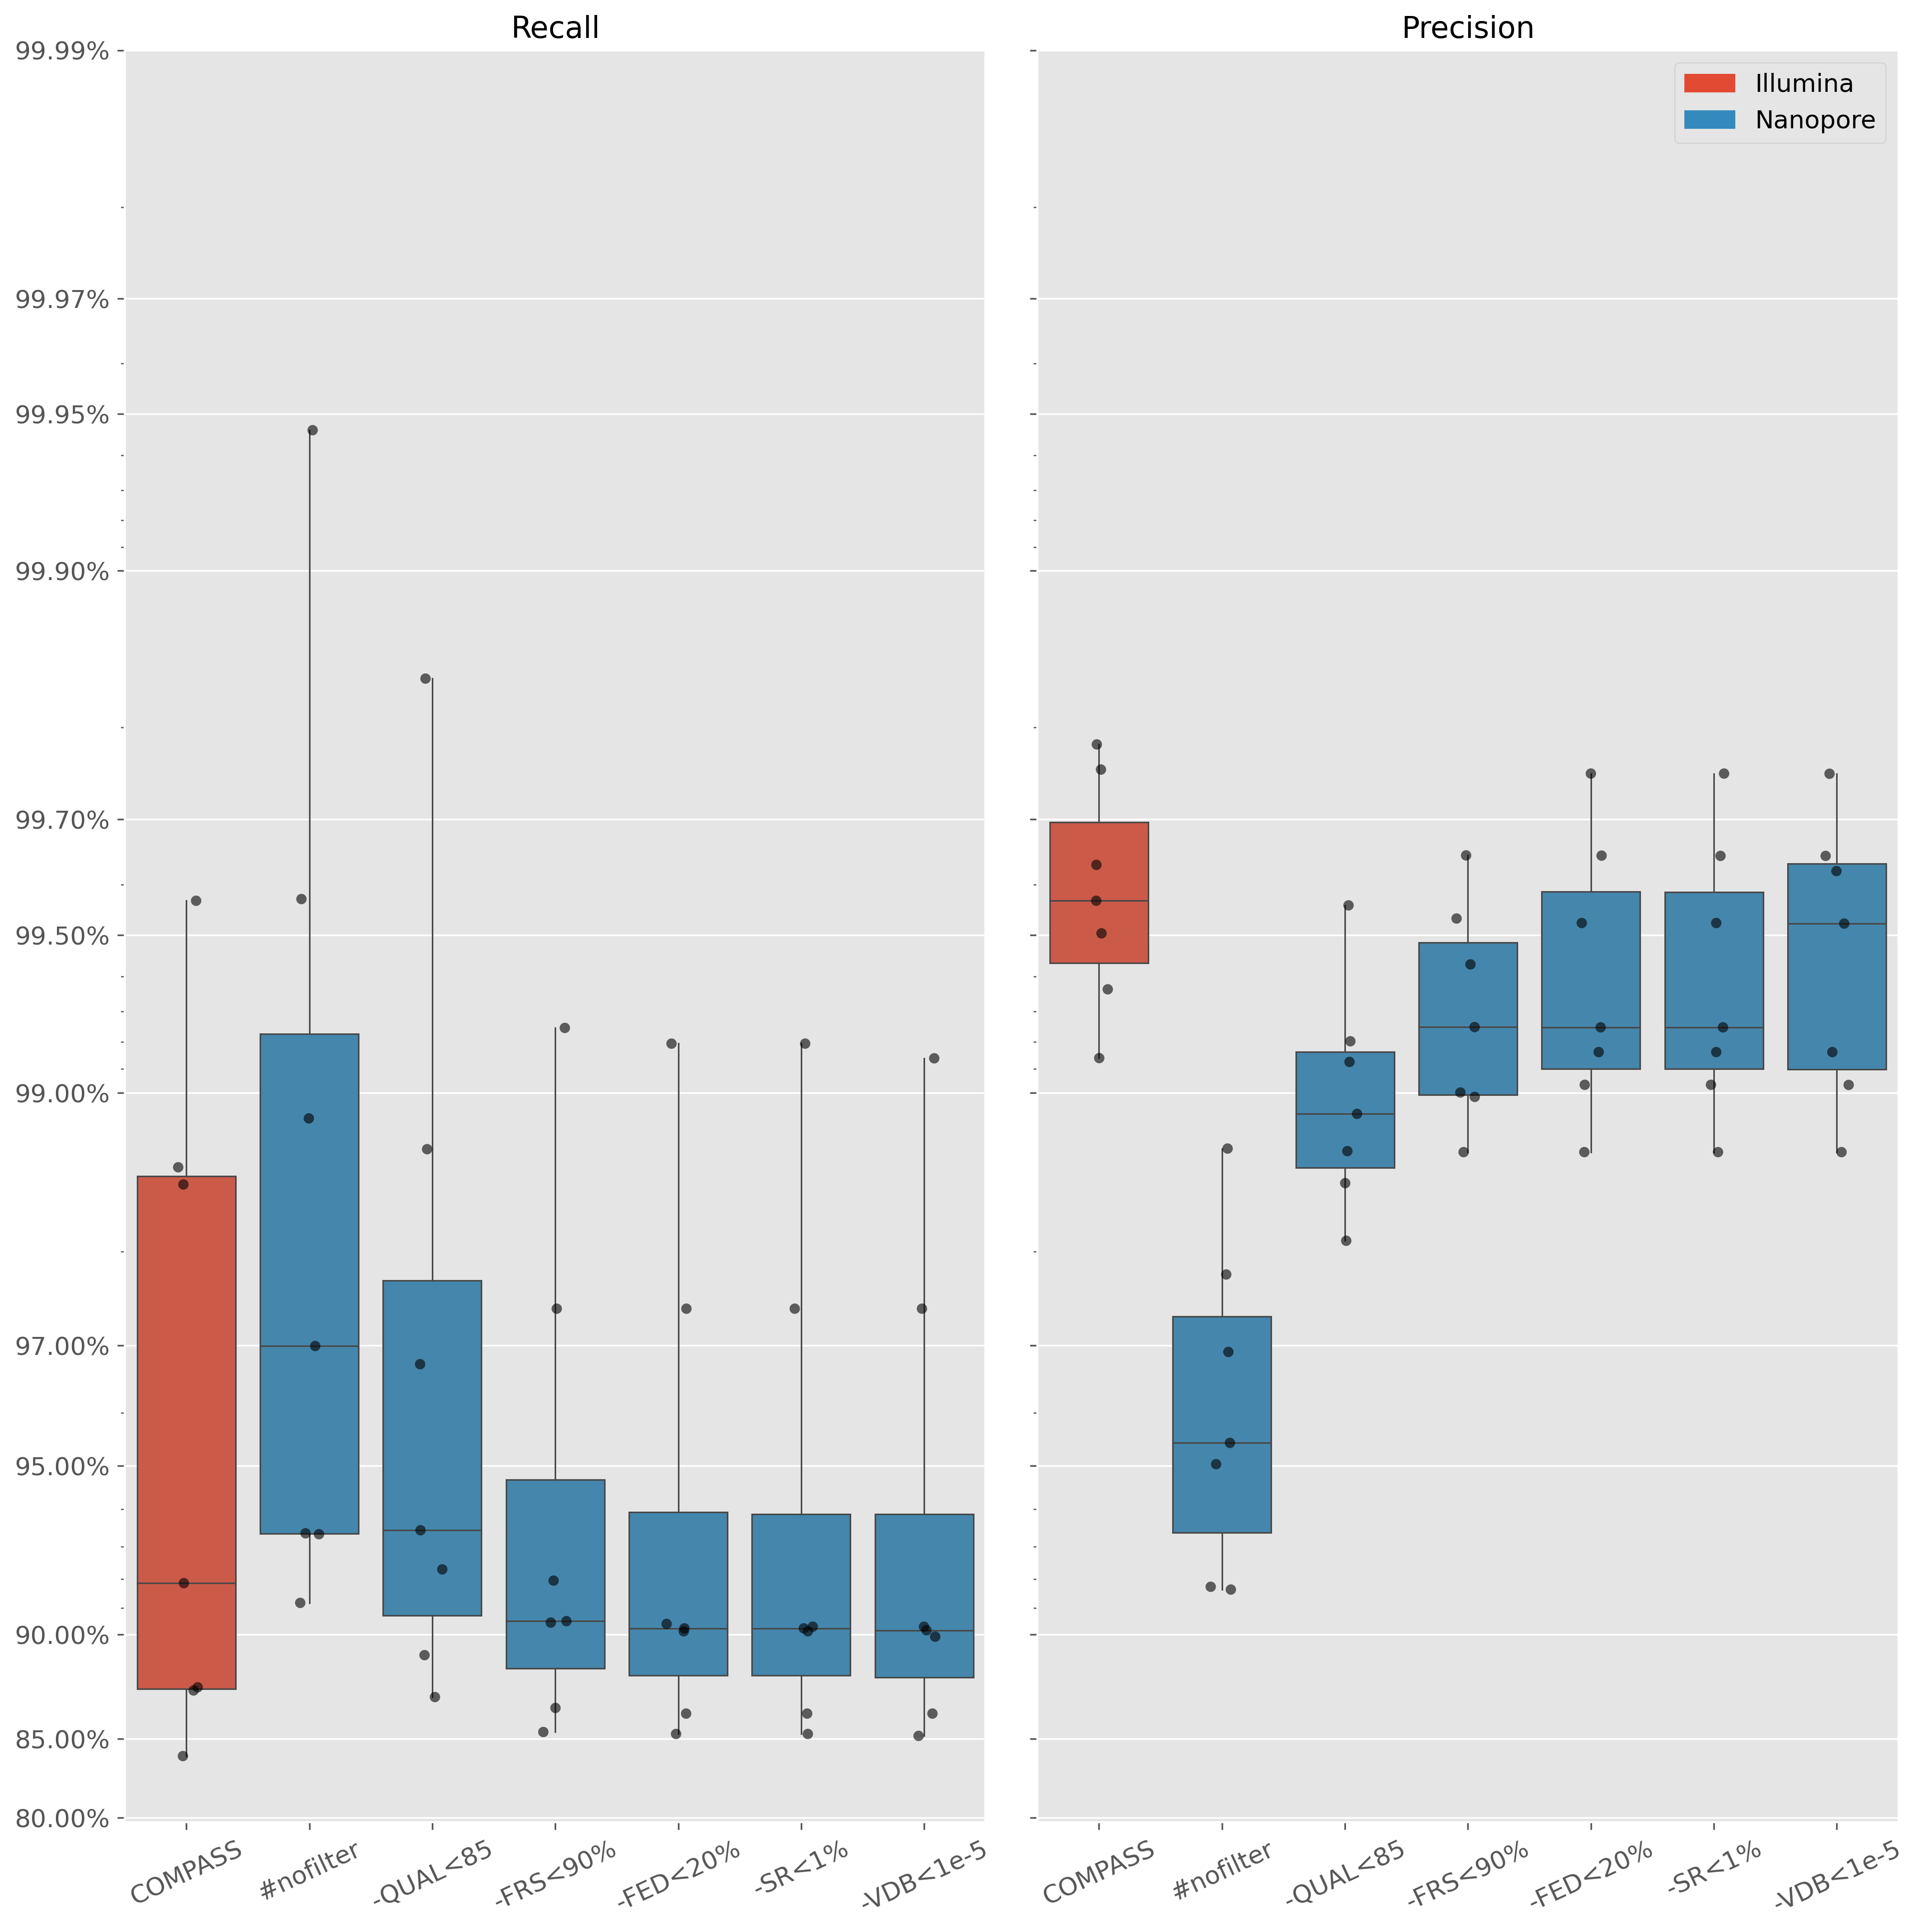 Recall
Precision
99.99%
99.97%
99.95%
99.90%
99.70%
99.50%
99.00%
97.00%
95.00%
90.00%
85.00%
80.00%
Illumina
Nanopore
COMPASS
#nofilter
-QUAL<85
-FRS<90%
-FED<20%
-SR<1%
-VDB<1e-5
COMPASS
#nofilter
-QUAL<85
-FRS<90%
-FED<20%
-SR<1%
-VDB<1e-5